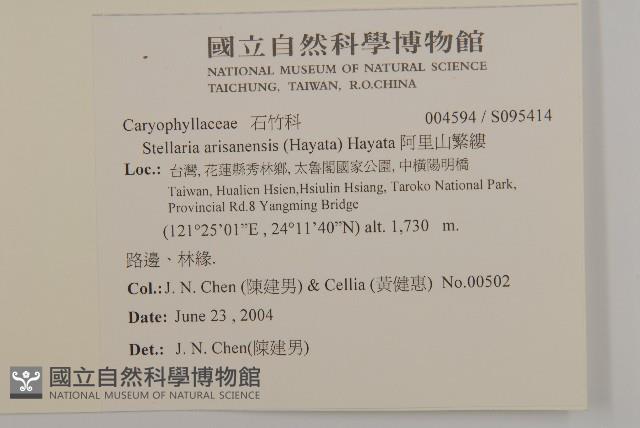 國立自然科學博物館
NATIONAL MUSEUM OF NATURAL SCIENCE
TAICHUNG, TAIWAN, R.O.CHINA
Caryophyllaceae 石竹科 004594 / S095414
Stellaria arisanensis (Hayata) Hayata 阿里山繁縷
Loc.: 台灣, 花蓮縣秀林鄉, 太魯閣國家公園, 中橫陽明橋
Taiwan, Hualien Hsien,Hsiulin Hsiang, Taroko National Park,
Provincial Rd.8 Yangming Bridge
(121°25'01”E , 24°11'40”N) alt. 1,730 m.
路邊、林緣.
Col.: J. N. Chen (陳建男) & Cellia (黃健惠) No.00502
Date: June 23 , 2004
Det.: J. N. Chen(陳建男)
國立自然科學博物館
NATIONAL MUSEUM OF NATURAL SCIENCE